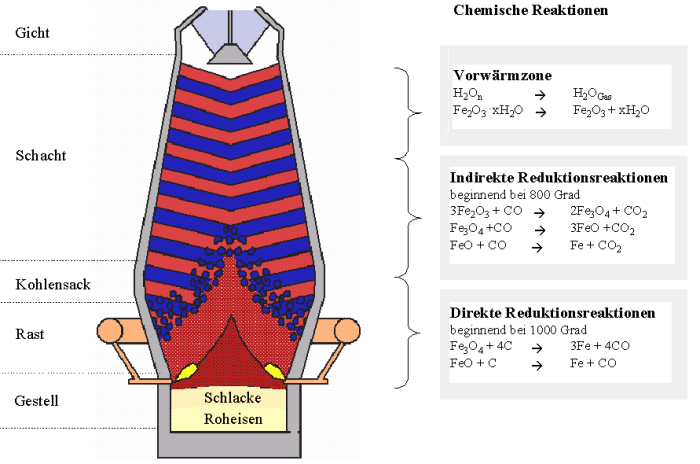 Gicht
Schacht
Kohlensack
Rast
Gestell
Schlacke
Roheisen
Chemische Reaktionen
Vorwärmzone
H₂Oₙ → H₂O_Gas
Fe₂O₃ · xH₂O → Fe₂O₃ + xH₂O
Indirekte Reduktionsreaktionen
beginnend bei 800 Grad
3Fe₂O₃ + CO → 2Fe₃O₄ + CO₂
Fe₃O₄ +CO → 3FeO +CO₂
FeO + CO → Fe + CO₂
Direkte Reduktionsreaktionen
beginnend bei 1000 Grad
Fe₃O₄ + 4C → 3Fe + 4CO
FeO + C → Fe + CO